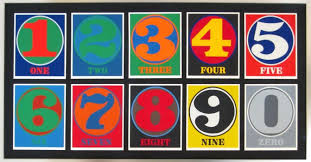 1 2 3 4 5
ONE TWO THREE FOUR FIVE
6 7 8 9 0
SEVEN EIGHT NINE ZERO